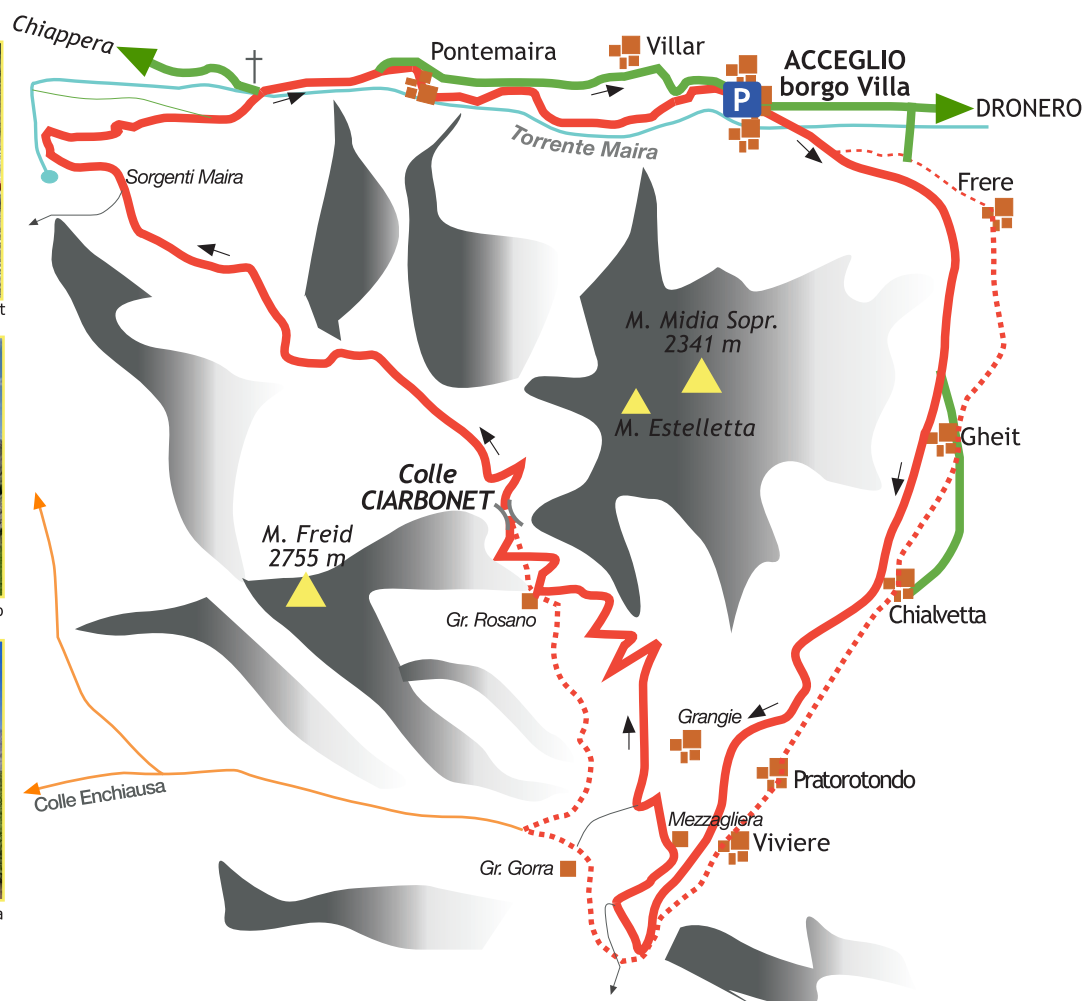 Chiappera
Pontemaira
Villar
ACCEGLIO
borgo Villa
P
DRONERO
Torrente Maira
Sorgenti Maira
Frere
t
M. Midia Sopr.
2341 m
M. Estelletta
Gheit
Colle
CIARBONET
M. Freid
2755 m
Gr. Rosano
Chialvetta
Grangie
Pratorotondo
Colle Enchiausa
Mezzagliera
Viviere
Gr. Gorra
a